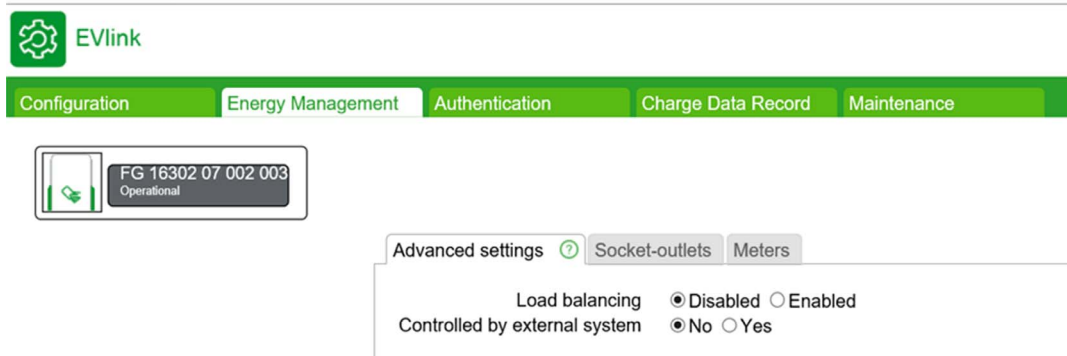 EVlink
Configuration Energy Management Authentication Charge Data Record Maintenance
FG 16302 07 002 003
Operational
Advanced settings ? Socket-outlets Meters
Load balancing Disabled Enabled
Controlled by external system No Yes